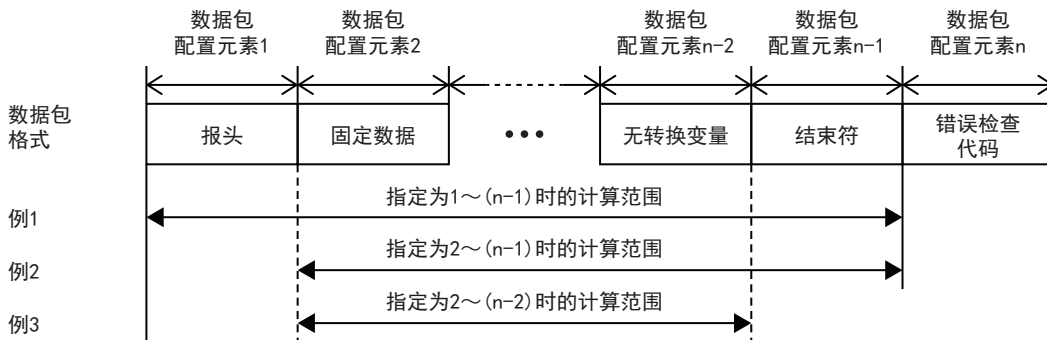 数据包
配置元素1
数据包
配置元素2
数据包
配置元素n-2
数据包
配置元素n-1
数据包
配置元素n
数据包
格式
报头
固定数据
•••
无转换变量
结束符
错误检查
代码
例1
指定为1～(n-1)时的计算范围
例2
指定为2～(n-1)时的计算范围
例3
指定为2～(n-2)时的计算范围